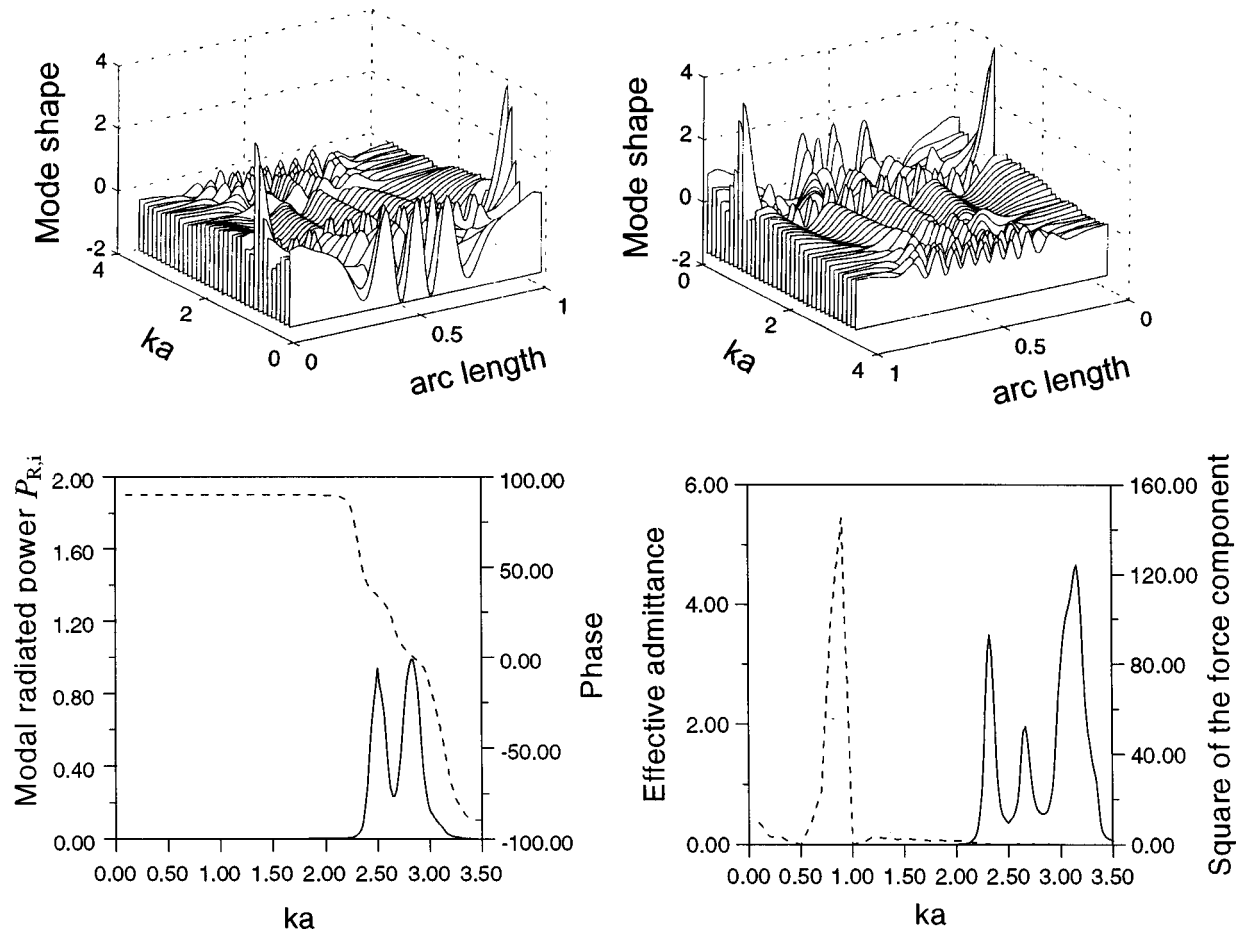 Mode shape
4
2
0
-2
4
2
0
ka
0
0.5
1
arc length
Mode shape
4
2
0
-2
0
2
4
ka
1
0.5
0
arc length
Modal radiated power P_R,i
2.00
1.60
1.20
0.80
0.40
0.00
100.00
50.00
0.00
-50.00
-100.00
Phase
0.00 0.50 1.00 1.50 2.00 2.50 3.00 3.50
ka
Effective admittance
6.00
4.00
2.00
0.00
160.00
120.00
80.00
40.00
0.00
Square of the force component
0.00 0.50 1.00 1.50 2.00 2.50 3.00 3.50
ka